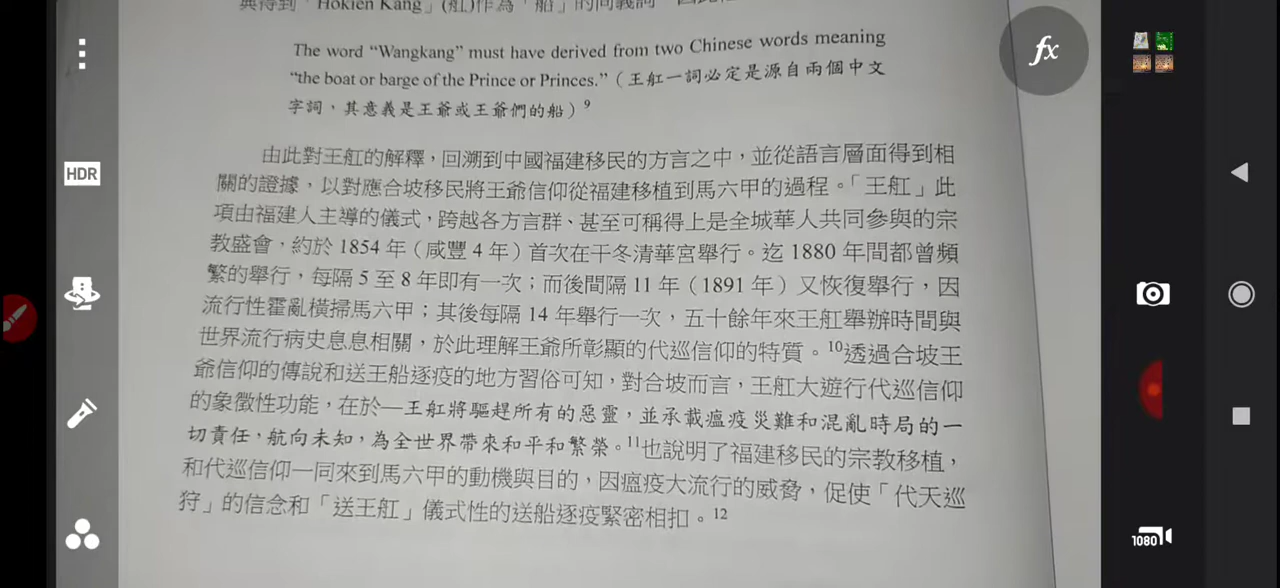 與得到「Hokien Kang」(舡)作為「船」的同義詞，因此
The word “Wangkang” must have derived from two Chinese words meaning
“the boat or barge of the Prince or Princes.”（王舡一詞必定是源自兩個中文
字詞，其意義是王爺或王爺們的船）9
由此對王舡的解釋，回溯到中國福建移民的方言之中，並從語言層面得到相
關的證據，以對應合坡移民將王爺信仰從福建移植到馬六甲的過程。「王舡」此
項由福建人主導的儀式，跨越各方言群、甚至可稱得上是全城華人共同參與的宗
教盛會，約於 1854 年（咸豐 4 年）首次在干冬清華宮舉行。迄 1880 年間都曾頻
繁的舉行，每隔 5 至 8 年即有一次；而後間隔 11 年（1891 年）又恢復舉行，因
流行性霍亂橫掃馬六甲；其後每隔 14 年舉行一次，五十餘年來王舡舉辦時間與
世界流行病史息息相關，於此理解王爺所彰顯的代巡信仰的特質。10透過合坡王
爺信仰的傳說和送王船逐疫的地方習俗可知，對合坡而言，王舡大遊行代巡信仰
的象徵性功能，在於—王舡將驅趕所有的惡靈，並承載瘟疫災難和混亂時局的一
切責任，航向未知，為全世界帶來和平和繁榮。11也說明了福建移民的宗教移植，
和代巡信仰一同來到馬六甲的動機與目的，因瘟疫大流行的威脅，促使「代天巡
狩」的信念和「送王舡」儀式性的送船逐疫緊密相扣。12
HDR
fx
1080